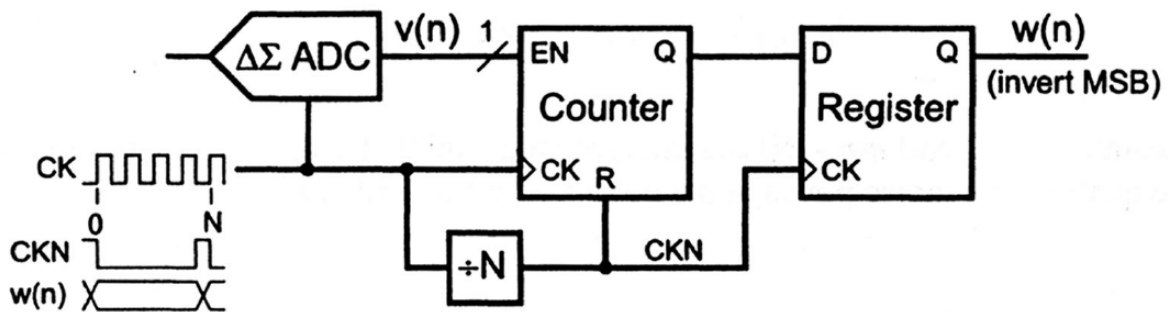 ΔΣ ADC
v(n)
1
EN
Q
Counter
CK
R
D
Q
Register
CK
w(n)
(invert MSB)
CK
0
N
CKN
w(n)
÷N
CKN